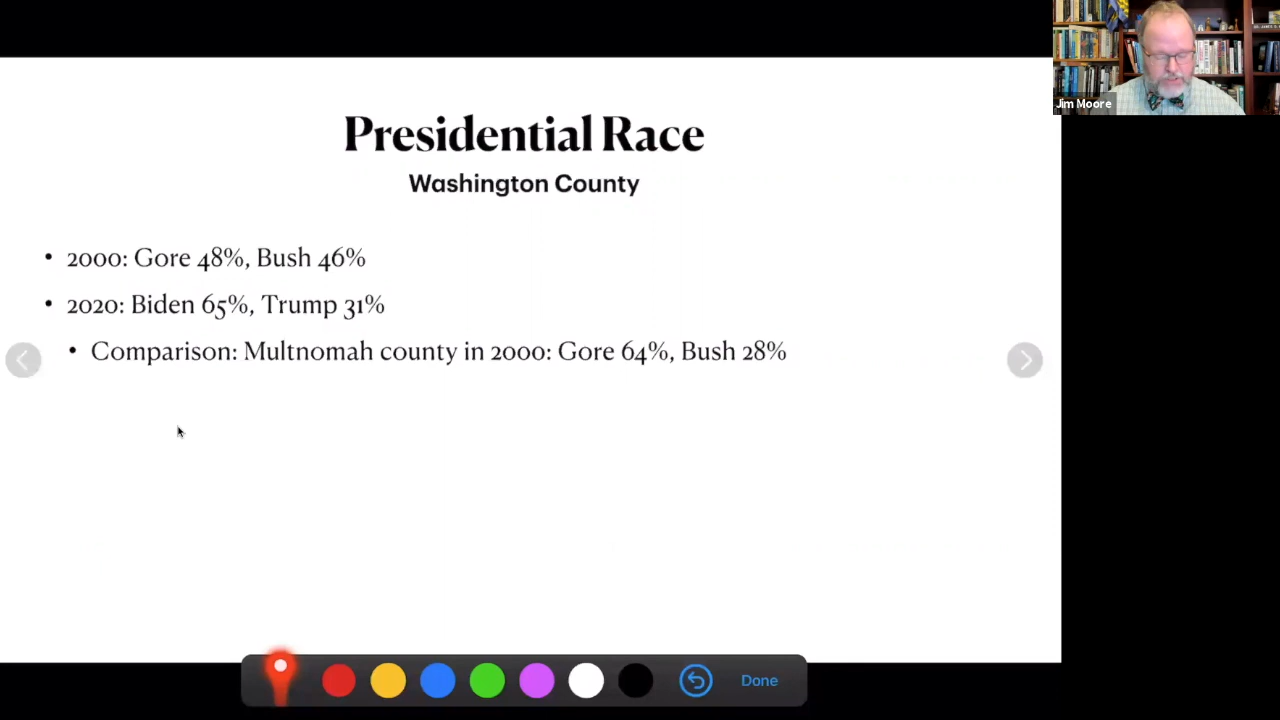 Jim Moore
Presidential Race
Washington County
• 2000: Gore 48%, Bush 46%
• 2020: Biden 65%, Trump 31%
• Comparison: Multnomah county in 2000: Gore 64%, Bush 28%
Done